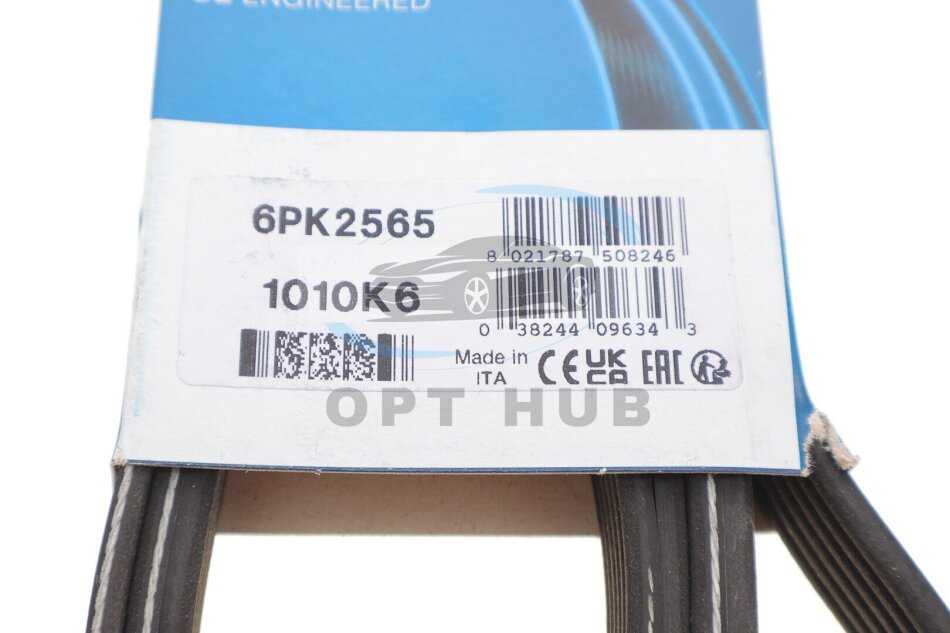 OE ENGINEERED
6PK2565
8 021787 508246
1010K6
0 38244 09634 3
Made in
ITA
CE UK
CA EAC
OPT HUB